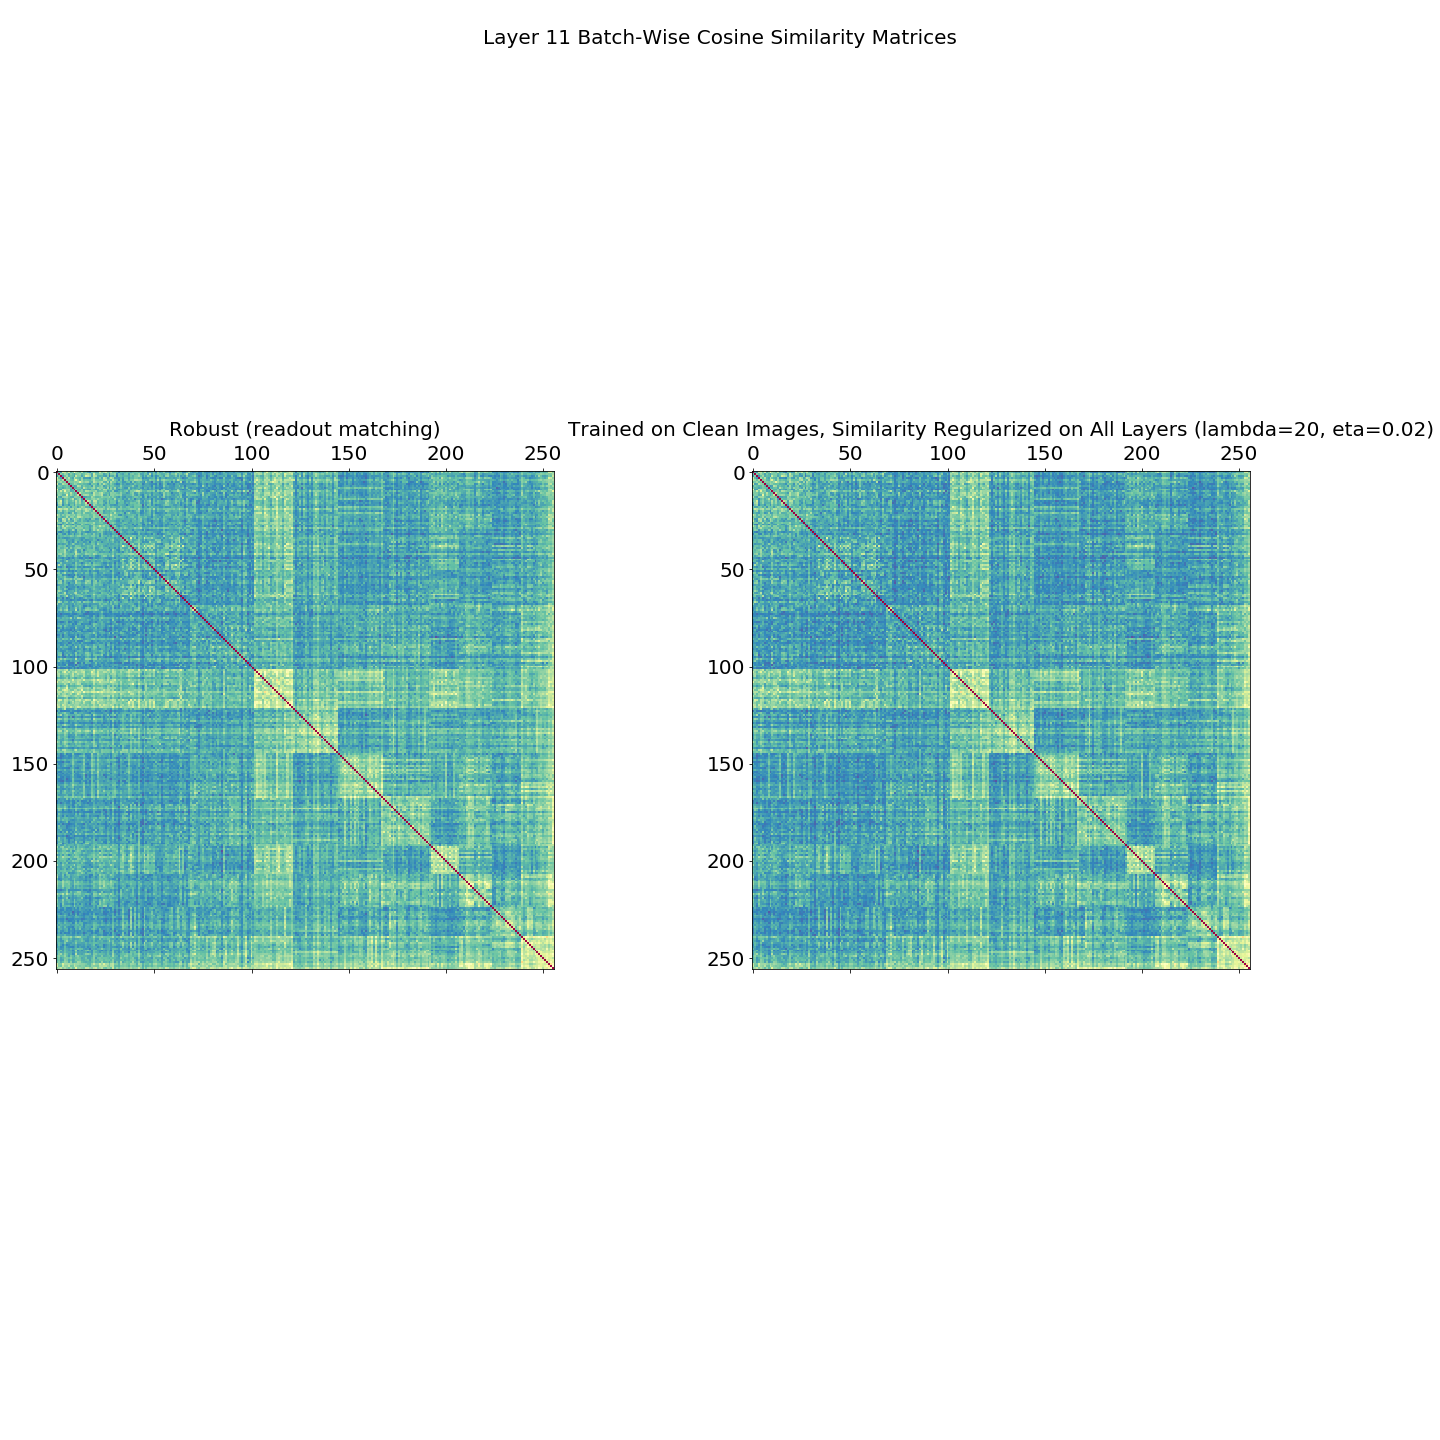 Layer 11 Batch-Wise Cosine Similarity Matrices
Robust (readout matching)
0 50 100 150 200 250
0
50
100
150
200
250
Trained on Clean Images, Similarity Regularized on All Layers (lambda=20, eta=0.02)
0 50 100 150 200 250
0
50
100
150
200
250